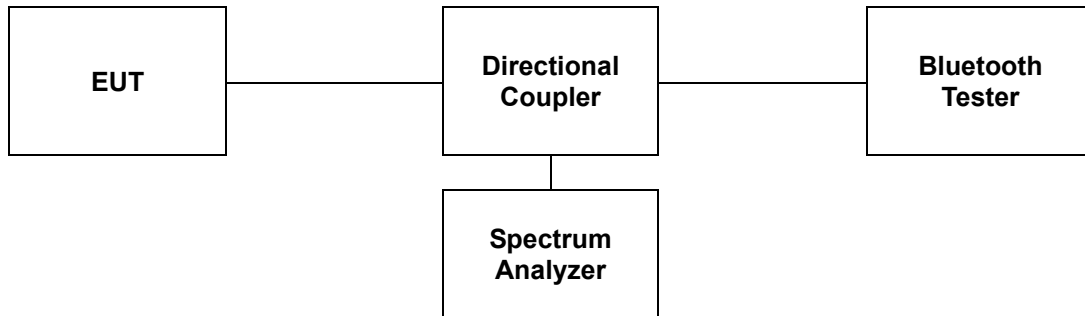 EUT
Directional
Coupler
Bluetooth
Tester
Spectrum
Analyzer